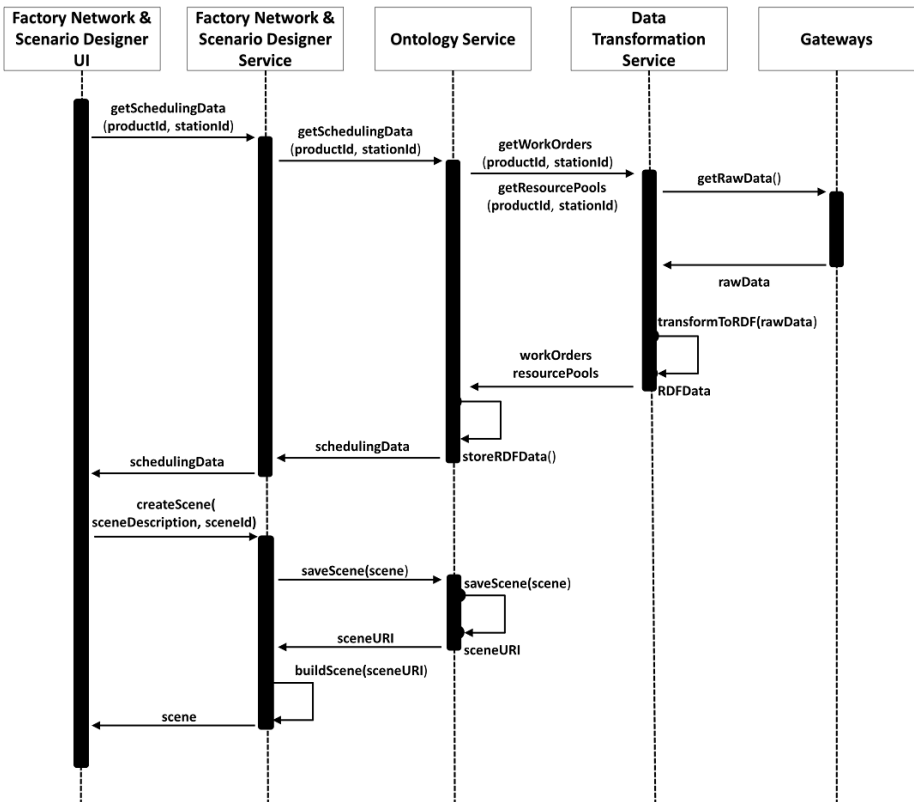 Factory Network &
Scenario Designer
UI
Factory Network &
Scenario Designer
Service
Ontology Service
Data
Transformation
Service
Gateways
getSchedulingData
(productId, stationId)
getSchedulingData
(productId, stationId)
getWorkOrders
(productId, stationId)
getResourcePools
(productId, stationId)
getRawData()
rawData
transformToRDF(rawData)
workOrders
resourcePools
RDFData
schedulingData
storeRDFData()
schedulingData
createScene(
sceneDescription, sceneId)
saveScene(scene)
saveScene(scene)
sceneURI
sceneURI
buildScene(sceneURI)
scene